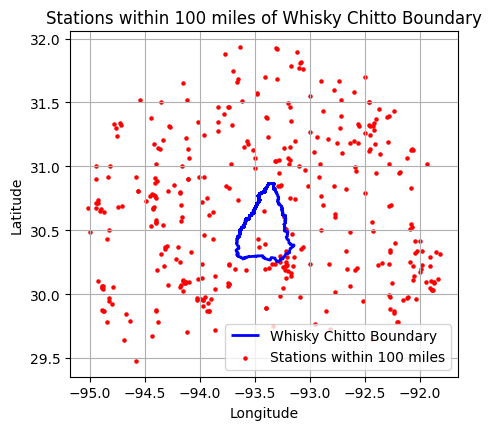 Stations within 100 miles of Whisky Chitto Boundary
32.0
31.5
31.0
30.5
30.0
29.5
Latitude
Whisky Chitto Boundary
Stations within 100 miles
−95.0 −94.5 −94.0 −93.5 −93.0 −92.5 −92.0
Longitude